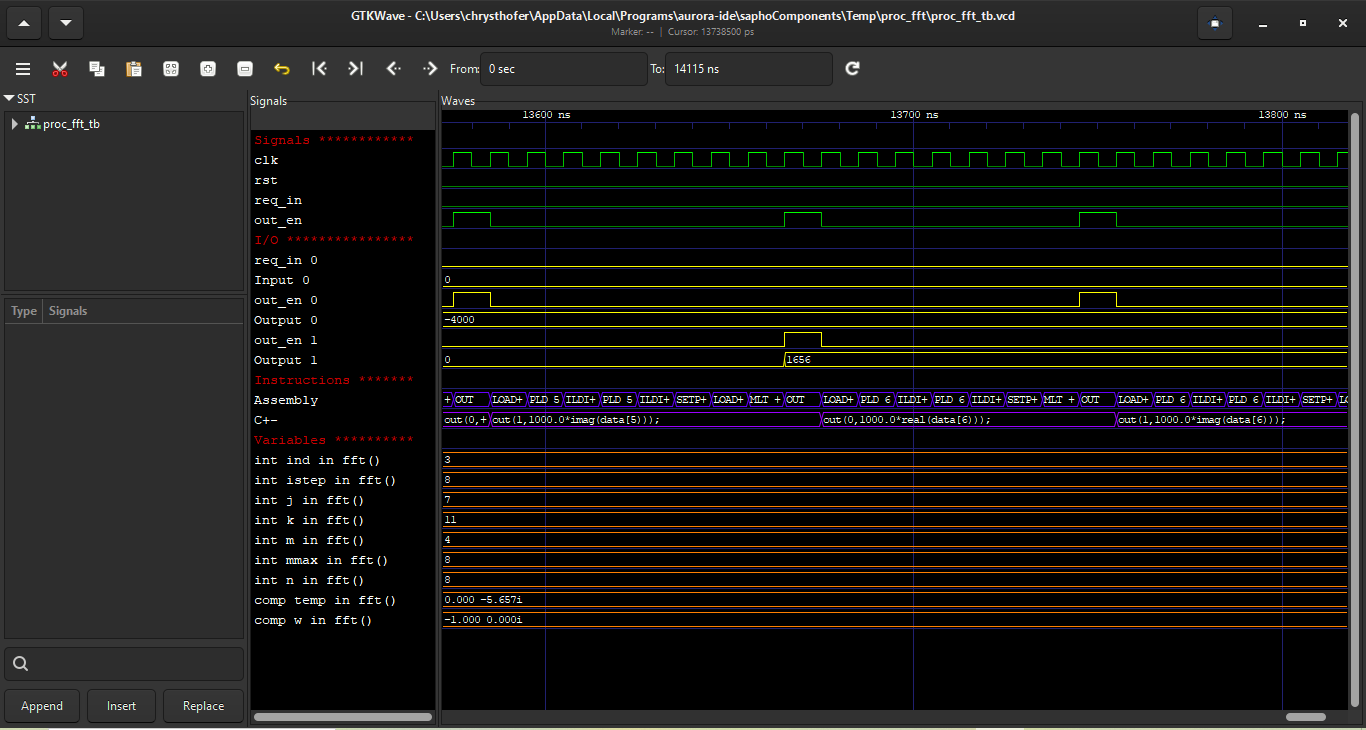 GTKWave - C:\Users\chrysthofer\AppData\Local\Programs\aurora-ide\saphoComponents\Temp\proc_fft\proc_fft_tb.vcd
Marker: -- | Cursor: 13738500 ps
From: 0 sec To: 14115 ns
SST
proc_fft_tb
Type Signals
Append Insert Replace
Signals
Signals ************
clk
rst
req_in
out_en
I/O ****************
req_in 0
Input 0
out_en 0
Output 0
out_en 1
Output 1
Instructions *******
Assembly
C+-
Variables **********
int ind in fft()
int istep in fft()
int j in fft()
int k in fft()
int m in fft()
int mmax in fft()
int n in fft()
comp temp in fft()
comp w in fft()
Waves
13600 ns 13700 ns 13800 ns
0
-4000
0 1656
+ OUT LOAD+ PLD 5 ILDI+ PLD 5 ILDI+ SETP+ LOAD+ MLT + OUT LOAD+ PLD 6 ILDI+ PLD 6 ILDI+ SETP+ MLT + OUT LOAD+ PLD 6 ILDI+ PLD 6 ILDI+ SETP+ LO
out(0,+ out(1,1000.0*imag(data[5])); out(0,1000.0*real(data[6])); out(1,1000.0*imag(data[6]));
3
8
7
11
4
8
8
0.000 -5.657i
-1.000 0.000i